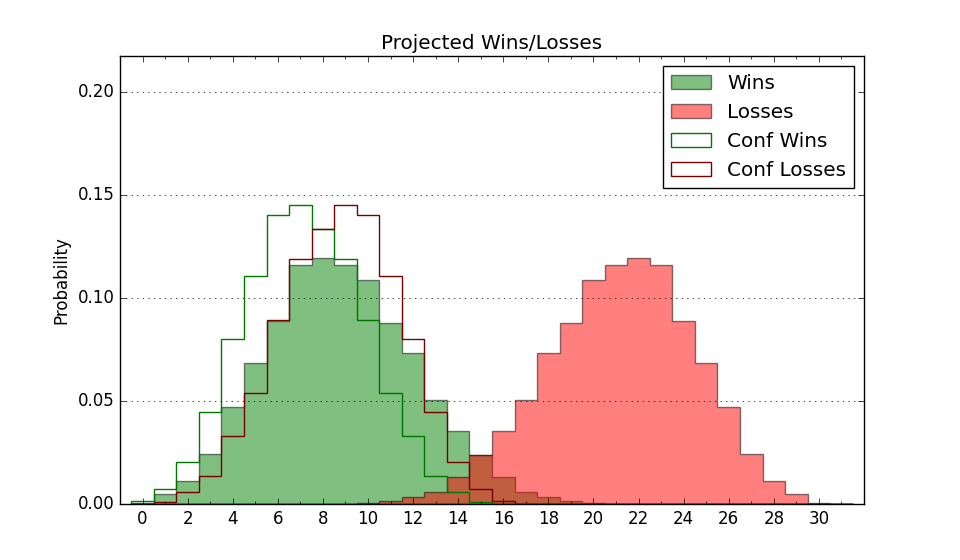 Projected Wins/Losses
Wins
Losses
Conf Wins
Conf Losses
Probability
0.20
0.15
0.10
0.05
0.00
0 2 4 6 8 10 12 14 16 18 20 22 24 26 28 30